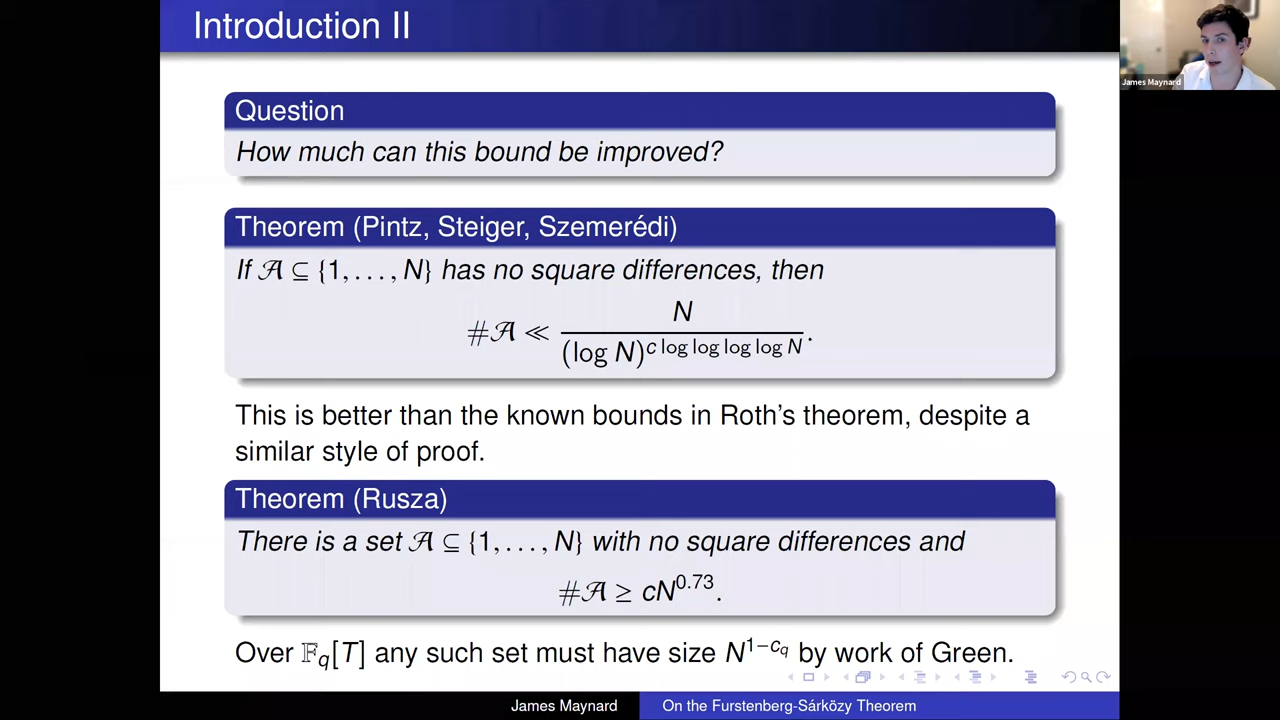 Introduction II
James Maynard
Question
How much can this bound be improved?
Theorem (Pintz, Steiger, Szemerédi)
If 𝒜 ⊆ {1, . . . , N} has no square differences, then
#𝒜 ≪ N / (log N)^{c log log log log N}.
This is better than the known bounds in Roth's theorem, despite a
similar style of proof.
Theorem (Rusza)
There is a set 𝒜 ⊆ {1, . . . , N} with no square differences and
#𝒜 ≥ cN^{0.73}.
Over 𝔽_q[T] any such set must have size N^{1−c_q} by work of Green.
James Maynard
On the Furstenberg-Sárközy Theorem